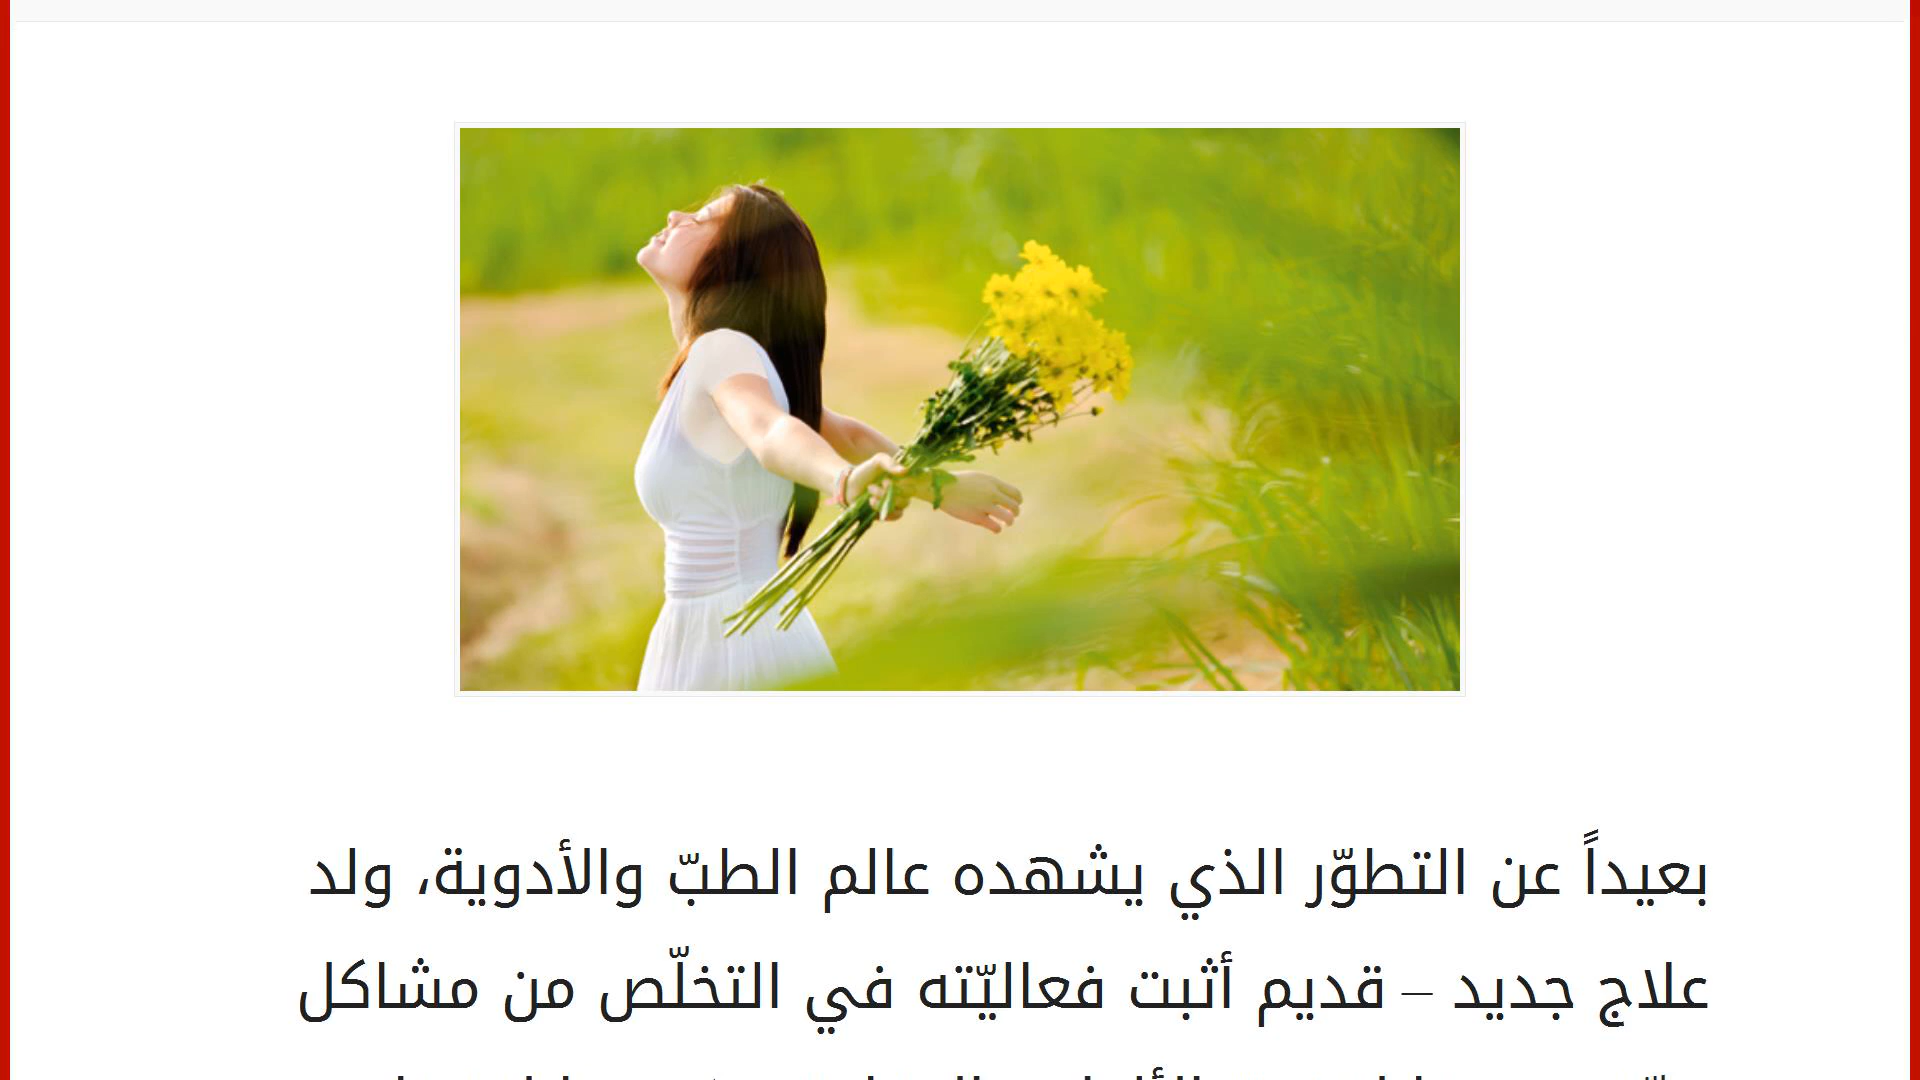 بعيداً عن التطوّر الذي يشهده عالم الطبّ والأدوية، ولد
علاج جديد – قديم أثبت فعاليّته في التخلّص من مشاكل